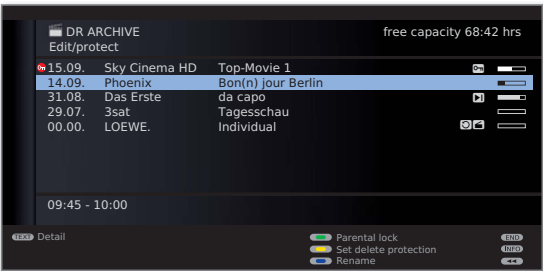 DR ARCHIVE free capacity 68:42 hrs
Edit/protect
15.09. Sky Cinema HD Top-Movie 1
14.09. Phoenix Bon(n) jour Berlin
31.08. Das Erste da capo
29.07. 3sat Tagesschau
00.00. LOEWE. Individual
09:45 - 10:00
TEXT Detail Parental lock END
Set delete protection INFO
Rename